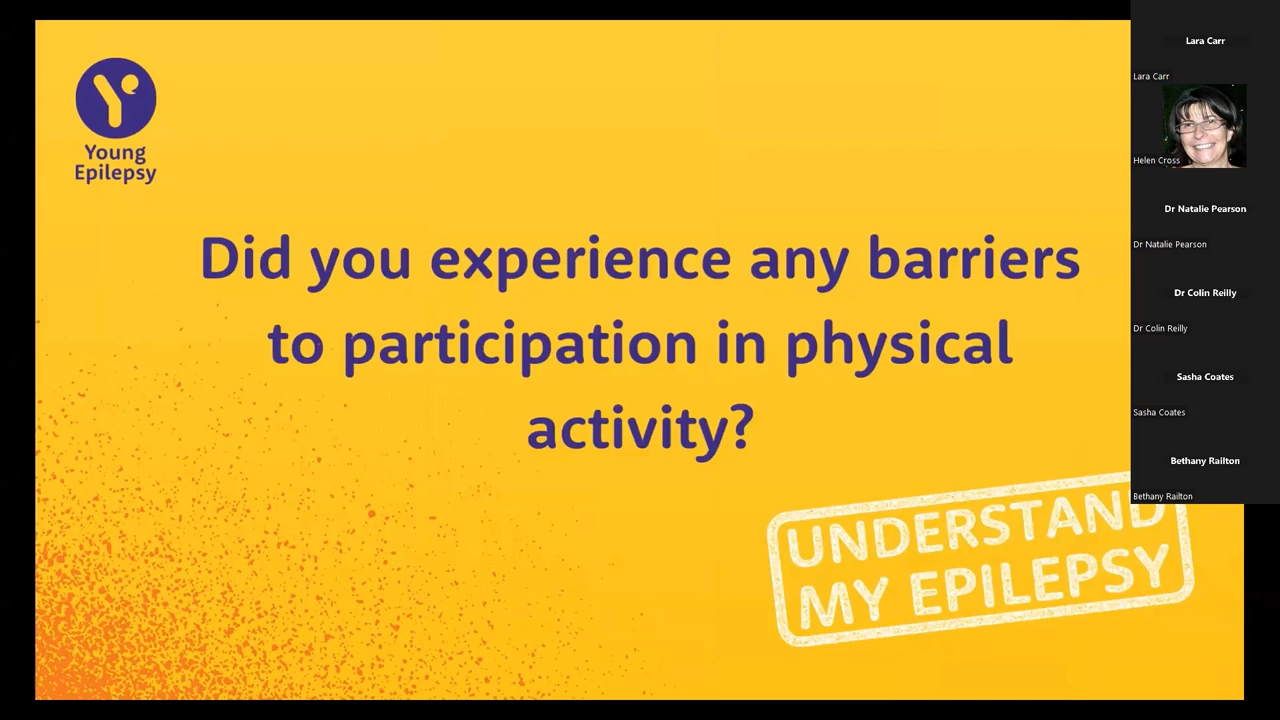 Young
Epilepsy
Did you experience any barriers
to participation in physical
activity?
UNDERSTAND
MY EPILEPSY
Lara Carr
Lara Carr
Helen Cross
Dr Natalie Pearson
Dr Natalie Pearson
Dr Colin Reilly
Dr Colin Reilly
Sasha Coates
Sasha Coates
Bethany Railton
Bethany Railton